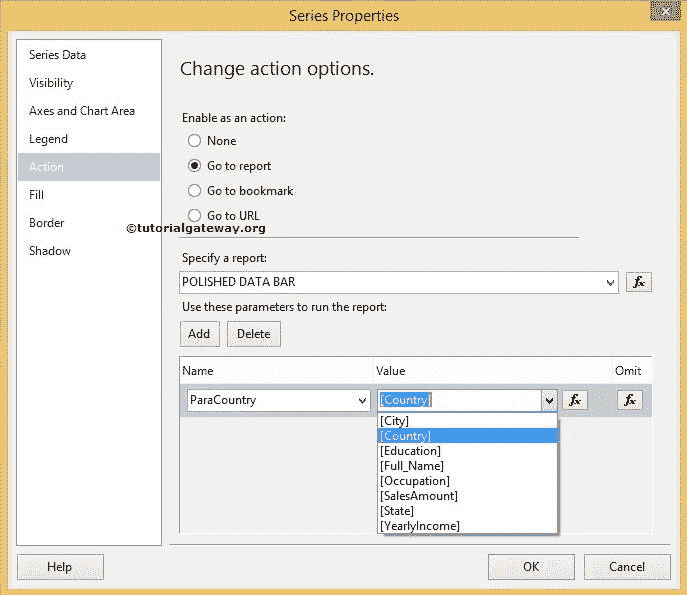 Series Properties
Series Data
Visibility
Axes and Chart Area
Legend
Action
Fill
Border
Shadow
Change action options.
Enable as an action:
None
Go to report
Go to bookmark
Go to URL
©tutorialgateway.org
Specify a report:
POLISHED DATA BAR
fx
Use these parameters to run the report:
Add Delete
Name Value Omit
ParaCountry [Country] fx fx
[City]
[Country]
[Education]
[Full_Name]
[Occupation]
[SalesAmount]
[State]
[YearlyIncome]
Help OK Cancel